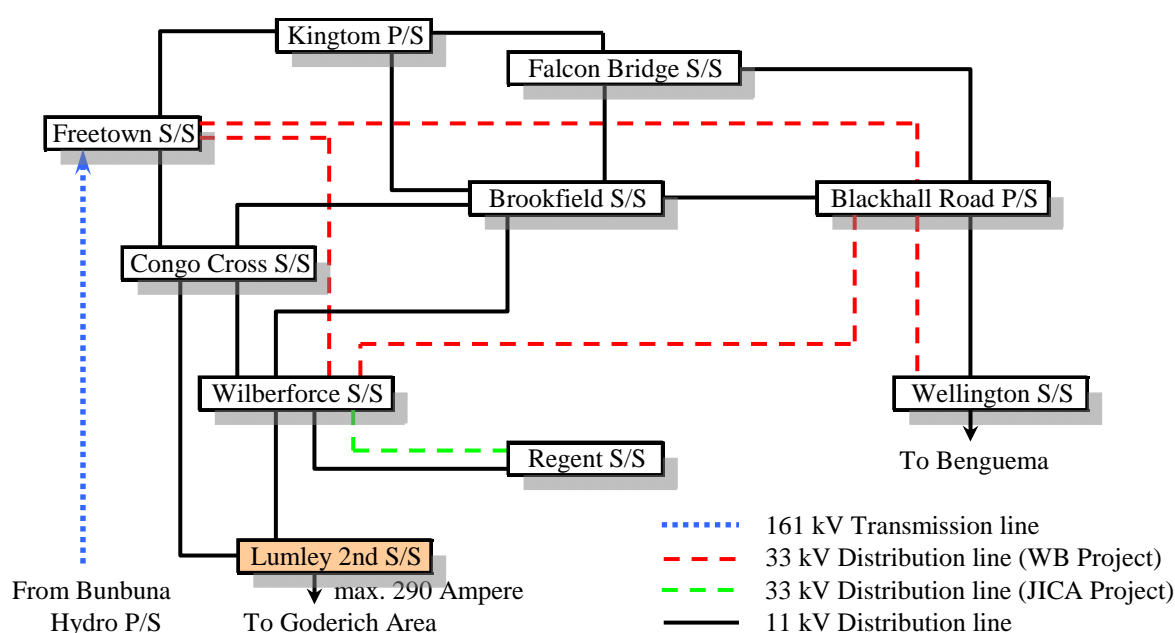 Kingtom P/S
Falcon Bridge S/S
Freetown S/S
Brookfield S/S
Blackhall Road P/S
Congo Cross S/S
Wilberforce S/S
Wellington S/S
Regent S/S
To Benguema
Lumley 2nd S/S
From Bunbuna
Hydro P/S
max. 290 Ampere
To Goderich Area
161 kV Transmission line
33 kV Distribution line (WB Project)
33 kV Distribution line (JICA Project)
11 kV Distribution line